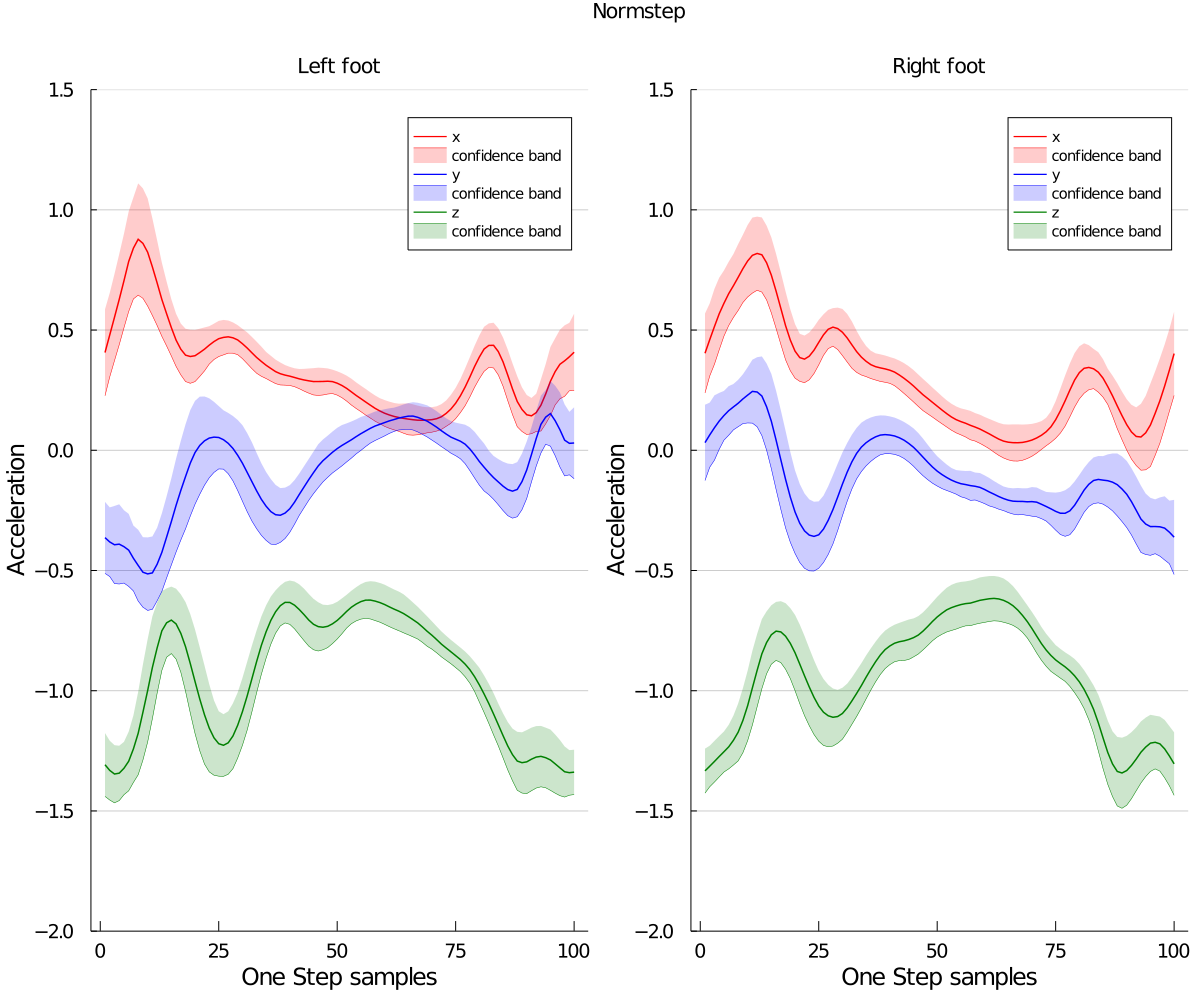 Normstep
Left foot
1.5
1.0
0.5
0.0
−0.5
−1.0
−1.5
−2.0
Acceleration
x
confidence band
y
confidence band
z
confidence band
0 25 50 75 100
One Step samples
Right foot
1.5
1.0
0.5
0.0
−0.5
−1.0
−1.5
−2.0
Acceleration
x
confidence band
y
confidence band
z
confidence band
0 25 50 75 100
One Step samples